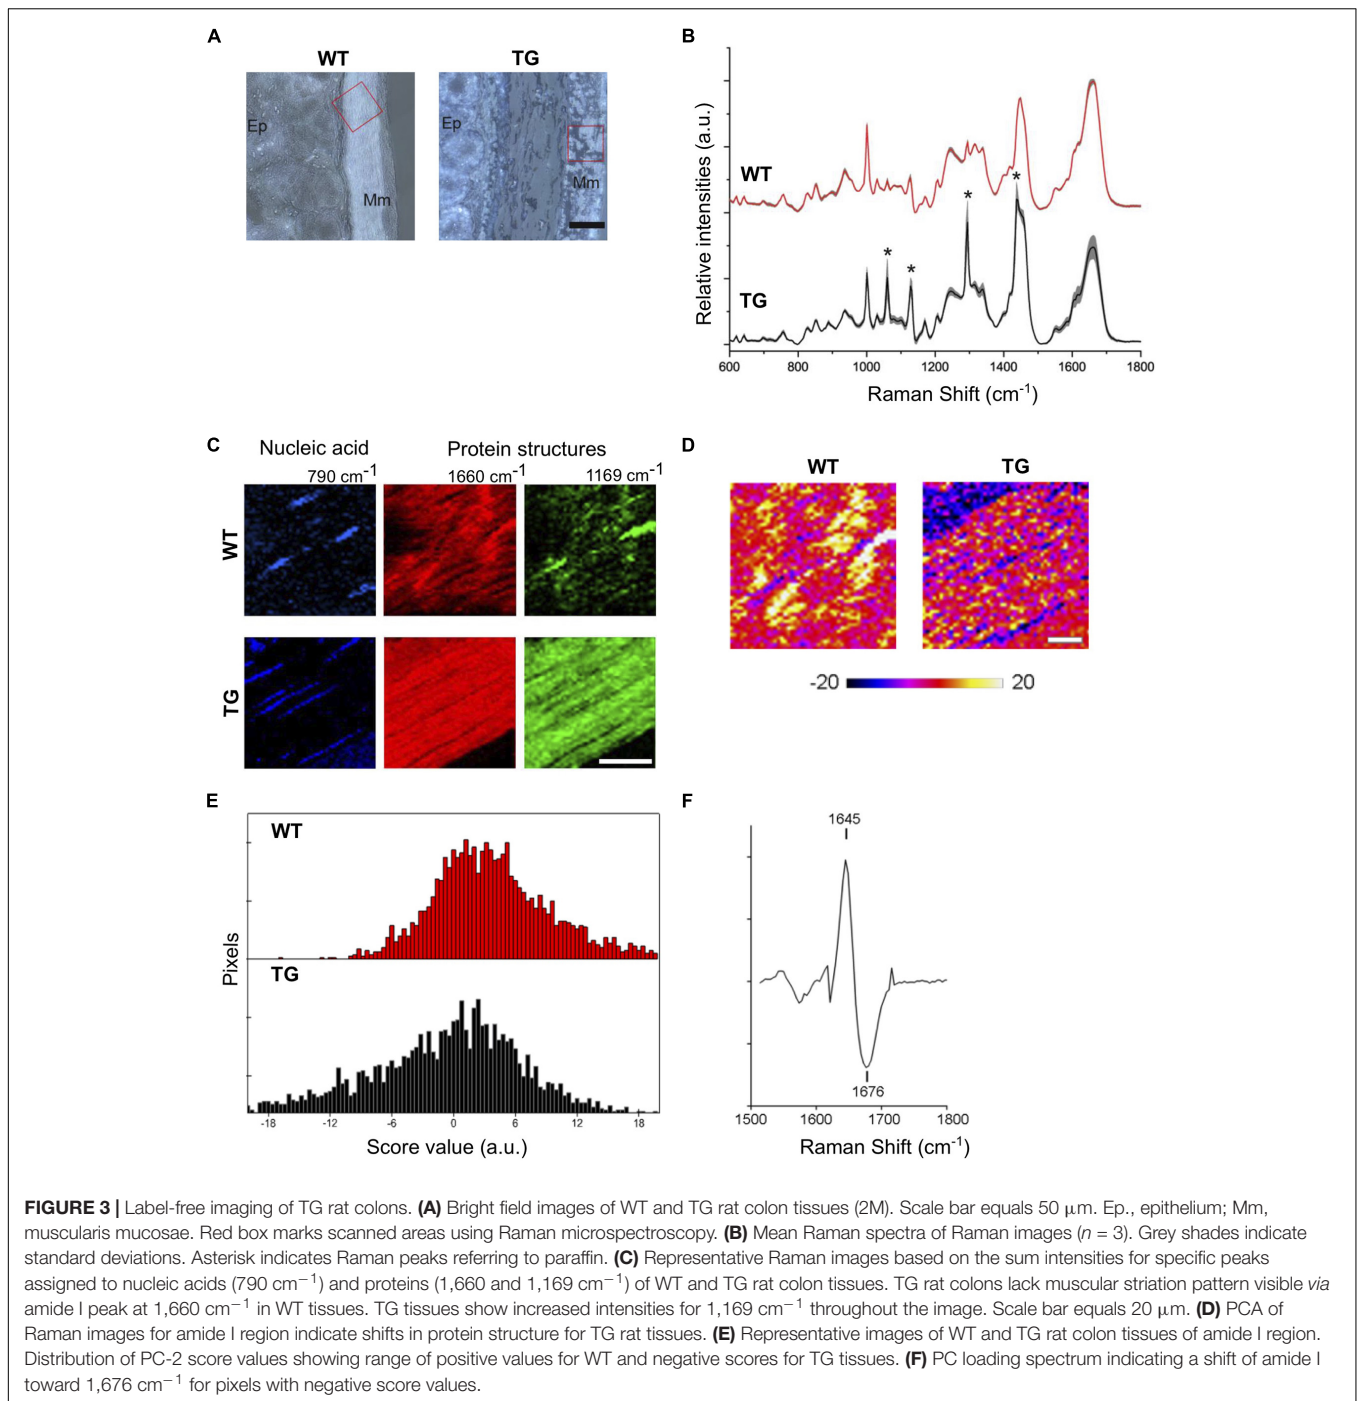 A
WT
TG
Ep
Mm
Ep
Mm
B
Relative intensities (a.u.)
WT
TG
*
*
*
*
600
800
1000
1200
1400
1600
1800
Raman Shift (cm-1)
C
Nucleic acid
Protein structures
790 cm-1
1660 cm-1
1169 cm-1
WT
TG
D
WT
TG
-20
20
E
WT
TG
Pixels
-18
-12
-6
0
6
12
18
Score value (a.u.)
F
1645
1676
1500
1600
1700
1800
Raman Shift (cm-1)
FIGURE 3 | Label-free imaging of TG rat colons. (A) Bright field images of WT and TG rat colon tissues (2M). Scale bar equals 50 μm. Ep., epithelium; Mm,
muscularis mucosae. Red box marks scanned areas using Raman microspectroscopy. (B) Mean Raman spectra of Raman images (n = 3). Grey shades indicate
standard deviations. Asterisk indicates Raman peaks referring to paraffin. (C) Representative Raman images based on the sum intensities for specific peaks
assigned to nucleic acids (790 cm−1) and proteins (1,660 and 1,169 cm−1) of WT and TG rat colon tissues. TG rat colons lack muscular striation pattern visible via
amide I peak at 1,660 cm−1 in WT tissues. TG tissues show increased intensities for 1,169 cm−1 throughout the image. Scale bar equals 20 μm. (D) PCA of
Raman images for amide I region indicate shifts in protein structure for TG rat tissues. (E) Representative images of WT and TG rat colon tissues of amide I region.
Distribution of PC-2 score values showing range of positive values for WT and negative scores for TG tissues. (F) PC loading spectrum indicating a shift of amide I
toward 1,676 cm−1 for pixels with negative score values.